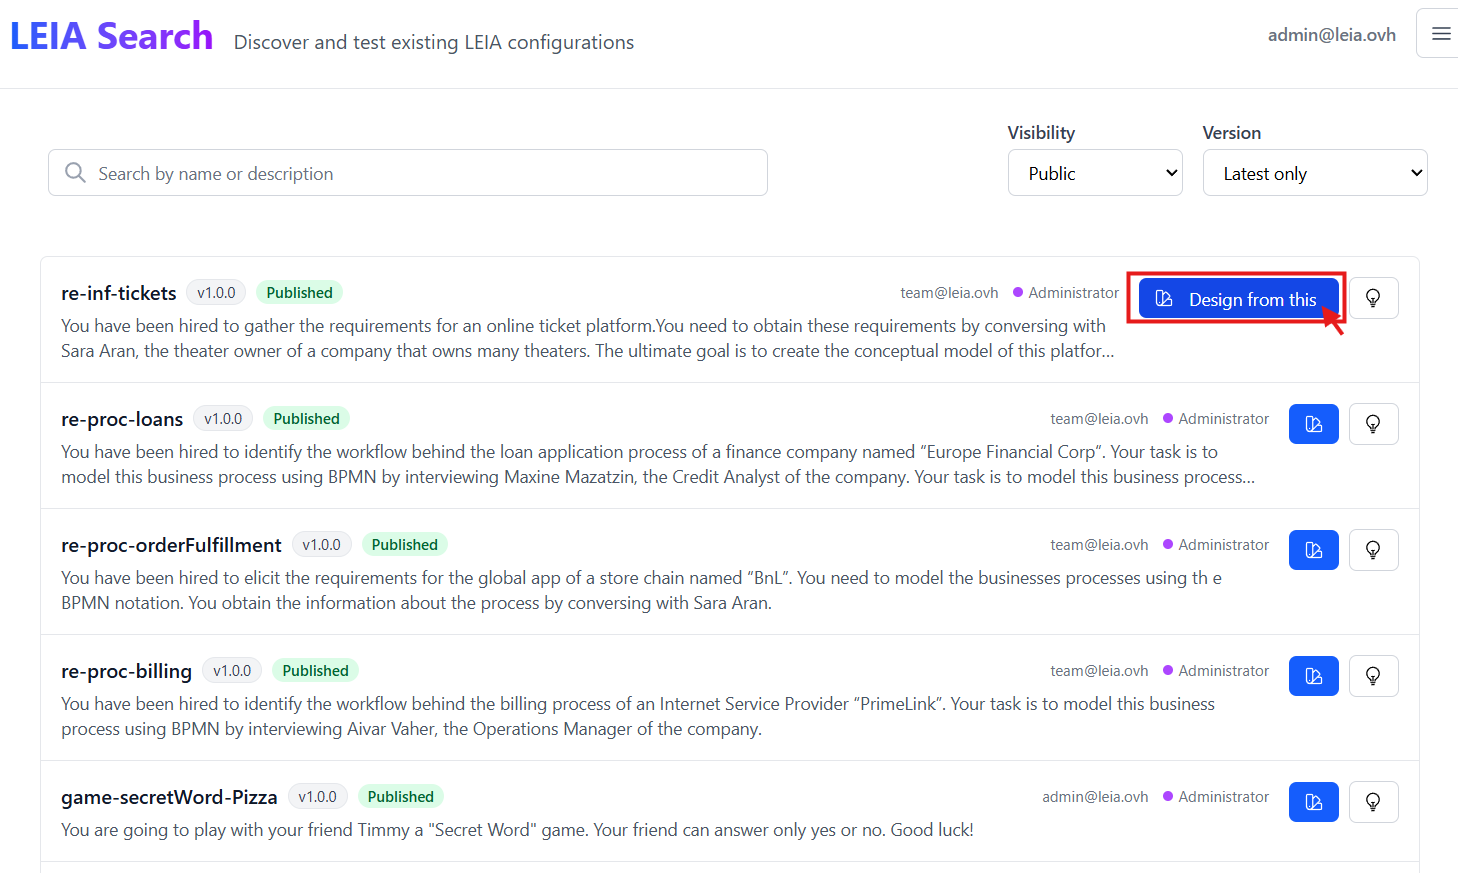 LEIA Search
Discover and test existing LEIA configurations
admin@leia.ovh
Visibility
Version
Search by name or description
Public
Latest only
re-inf-tickets v1.0.0 Published
team@leia.ovh Administrator
Design from this
You have been hired to gather the requirements for an online ticket platform.You need to obtain these requirements by conversing with
Sara Aran, the theater owner of a company that owns many theaters. The ultimate goal is to create the conceptual model of this platfor...
re-proc-loans v1.0.0 Published
team@leia.ovh Administrator
You have been hired to identify the workflow behind the loan application process of a finance company named “Europe Financial Corp”. Your task is to
model this business process using BPMN by interviewing Maxine Mazatzin, the Credit Analyst of the company. Your task is to model this business process...
re-proc-orderFulfillment v1.0.0 Published
team@leia.ovh Administrator
You have been hired to elicit the requirements for the global app of a store chain named “BnL”. You need to model the businesses processes using th e
BPMN notation. You obtain the information about the process by conversing with Sara Aran.
re-proc-billing v1.0.0 Published
team@leia.ovh Administrator
You have been hired to identify the workflow behind the billing process of an Internet Service Provider “PrimeLink”. Your task is to model this business
process using BPMN by interviewing Aivar Vaher, the Operations Manager of the company.
game-secretWord-Pizza v1.0.0 Published
admin@leia.ovh Administrator
You are going to play with your friend Timmy a "Secret Word" game. Your friend can answer only yes or no. Good luck!